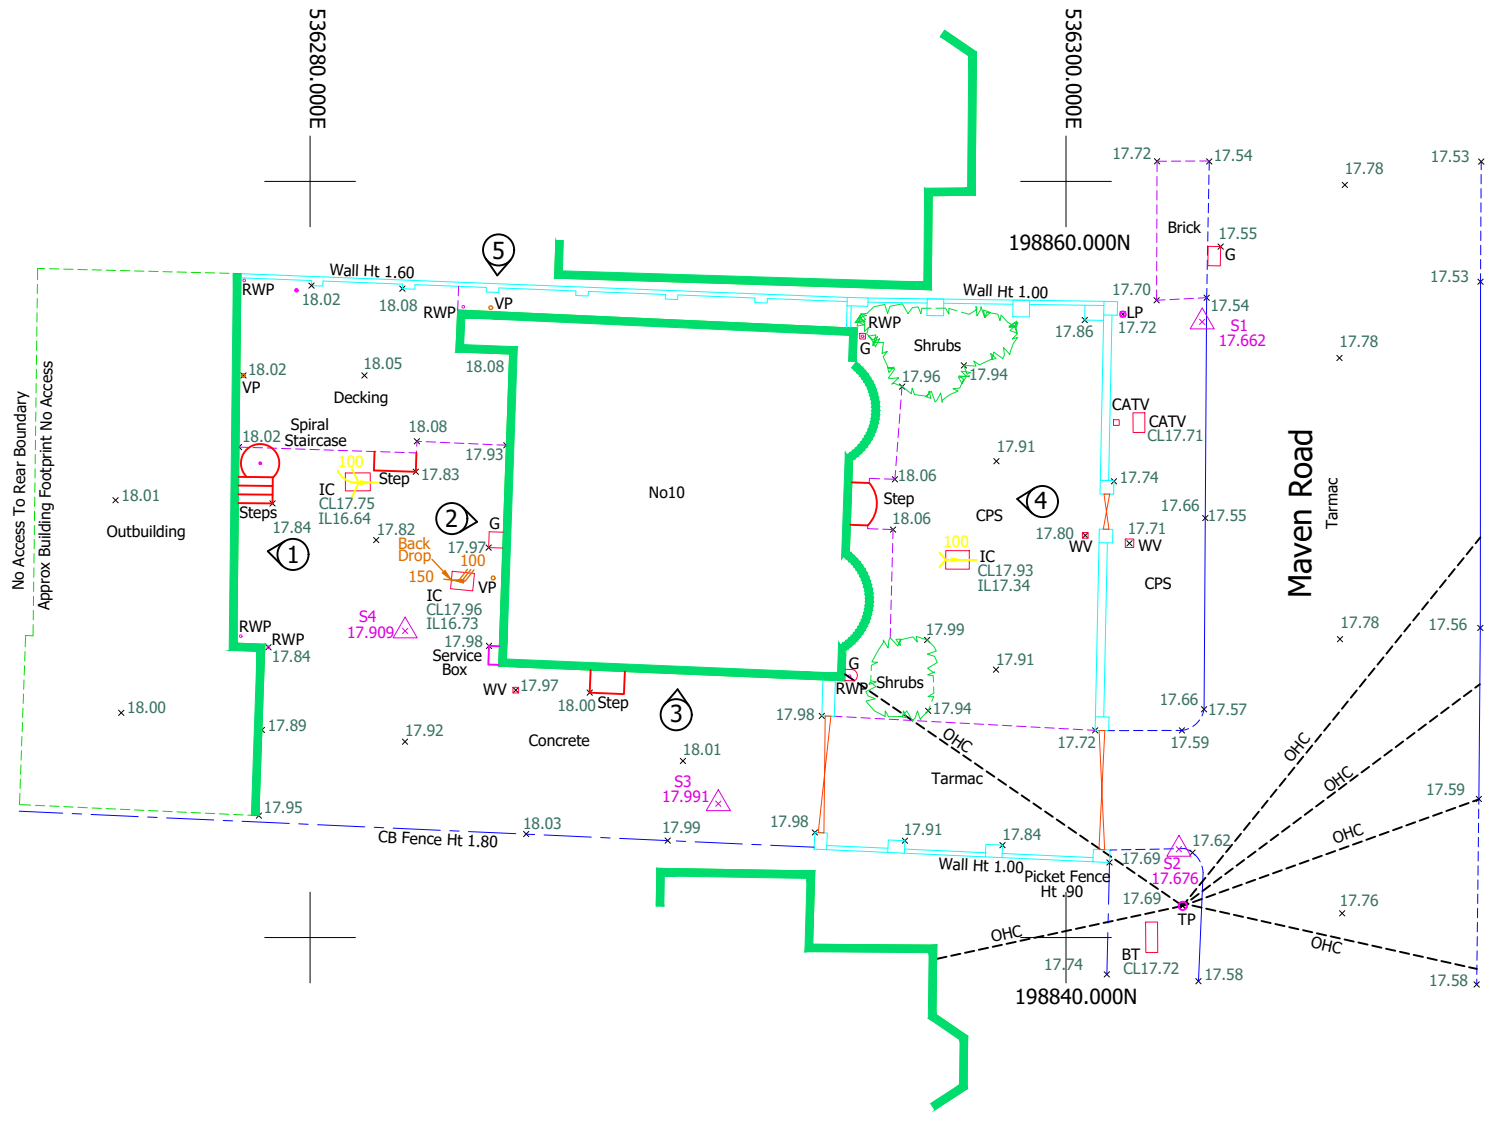 536280.000E
536300.000E
17.72
17.54
17.53
17.78
Brick
198860.000N
17.55
G
5
Wall Ht 1.60
RWP
18.02
18.08
RWP
VP
Wall Ht 1.00
17.53
17.70
17.54
LP
17.86
17.72
S1
17.662
RWP
G
Shrubs
17.96
17.94
17.78
18.02
VP
18.05
Decking
18.08
No Access To Rear Boundary
Approx Building Footprint No Access
Spiral
Staircase
18.02
18.08
17.93
CATV
CATV
CL17.71
100
Step
17.83
IC
CL17.75
IL16.64
Steps
17.84
18.01
Outbuilding
17.82
1
2
G
17.97
Back
Drop
100
150
VP
IC
CL17.96
IL16.73
No10
17.91
18.06
Step
18.06
CPS
4
17.74
17.66
17.55
Maven Road
Tarmac
17.80
WV
17.71
WV
100
IC
CL17.93
IL17.34
CPS
S4
17.909
RWP
RWP
17.84
17.98
Service
Box
WV
17.97
18.00
Step
3
G
RWP
17.99
Shrubs
17.91
17.94
17.78
17.56
18.00
17.89
17.92
Concrete
18.01
17.98
OHC
17.72
17.66
17.57
17.59
Tarmac
OHC
OHC
OHC
17.59
S3
17.991
17.95
CB Fence Ht 1.80
18.03
17.99
17.98
17.91
17.84
Wall Ht 1.00
17.69
17.62
S2
17.676
Picket Fence
Ht .90
17.69
TP
17.76
OHC
OHC
BT
CL17.72
17.74
17.58
17.58
198840.000N